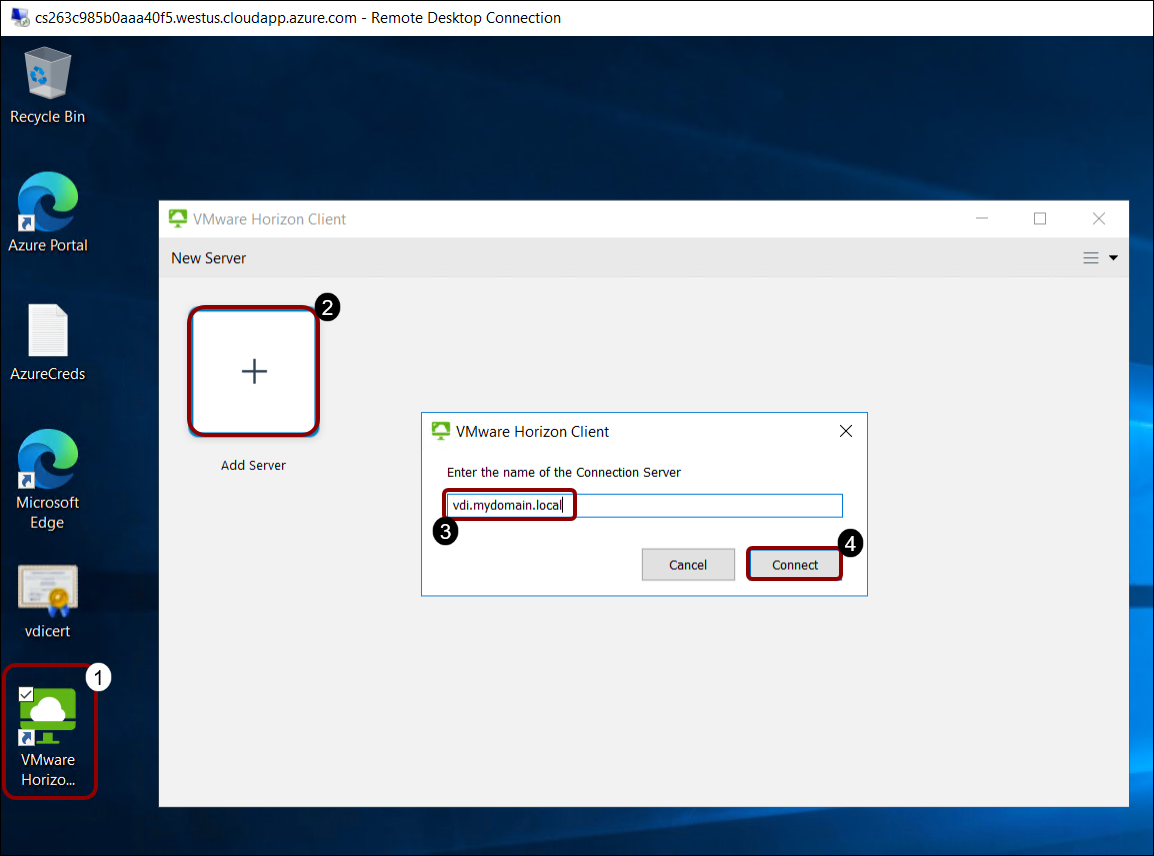 cs263c985b0aaa40f5.westus.cloudapp.azure.com - Remote Desktop Connection
Recycle Bin
Azure Portal
AzureCreds
Microsoft
Edge
vdicert
1
VMware
Horizo...
VMware Horizon Client
New Server
2
Add Server
VMware Horizon Client
Enter the name of the Connection Server
vdi.mydomain.local
3
4
Cancel
Connect